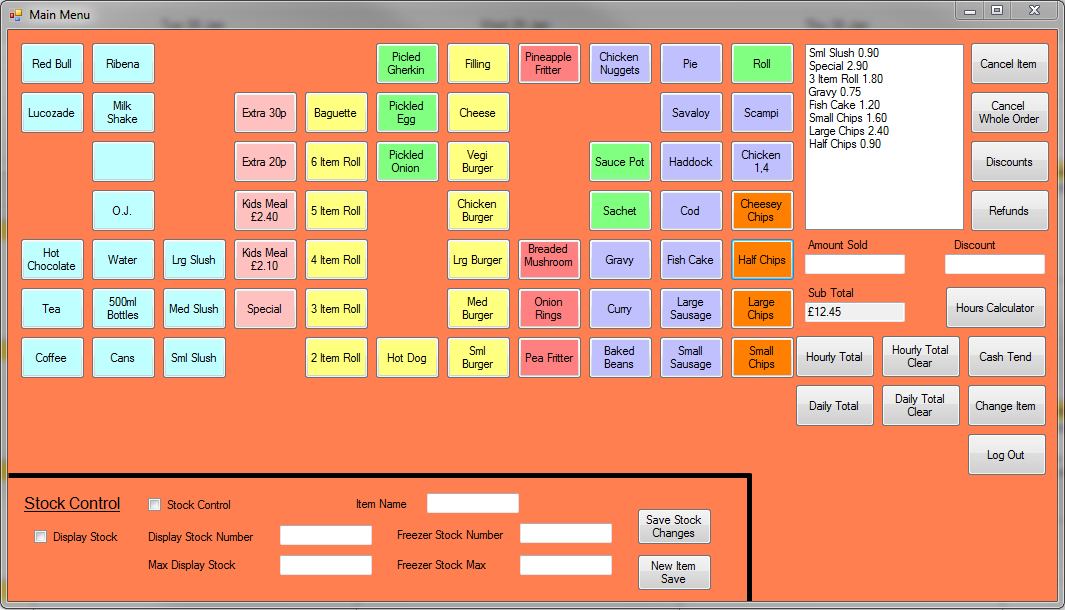 Main Menu
Red Bull
Ribena
Picled
Gherkin
Filling
Pineapple
Fritter
Chicken
Nuggets
Pie
Roll
Lucozade
Milk
Shake
Extra 30p
Baguette
Pickled
Egg
Cheese
Savaloy
Scampi
Extra 20p
6 Item Roll
Pickled
Onion
Vegi
Burger
Sauce Pot
Haddock
Chicken
1,4
O.J.
Kids Meal
£2.40
5 Item Roll
Chicken
Burger
Sachet
Cod
Cheesey
Chips
Hot
Chocolate
Water
Lrg Slush
Kids Meal
£2.10
4 Item Roll
Lrg Burger
Breaded
Mushroom
Gravy
Fish Cake
Half Chips
Tea
500ml
Bottles
Med Slush
Special
3 Item Roll
Med
Burger
Onion
Rings
Curry
Large
Sausage
Large
Chips
Coffee
Cans
Sml Slush
2 Item Roll
Hot Dog
Sml
Burger
Pea Fritter
Baked
Beans
Small
Sausage
Small
Chips
Sml Slush 0.90
Special 2.90
3 Item Roll 1.80
Gravy 0.75
Fish Cake 1.20
Small Chips 1.60
Large Chips 2.40
Half Chips 0.90
Cancel Item
Cancel
Whole Order
Discounts
Refunds
Amount Sold
Discount
Sub Total
£12.45
Hours Calculator
Hourly Total
Hourly Total
Clear
Cash Tend
Daily Total
Daily Total
Clear
Change Item
Log Out
Stock Control
Stock Control
Item Name
Display Stock
Display Stock Number
Freezer Stock Number
Save Stock
Changes
Max Display Stock
Freezer Stock Max
New Item
Save